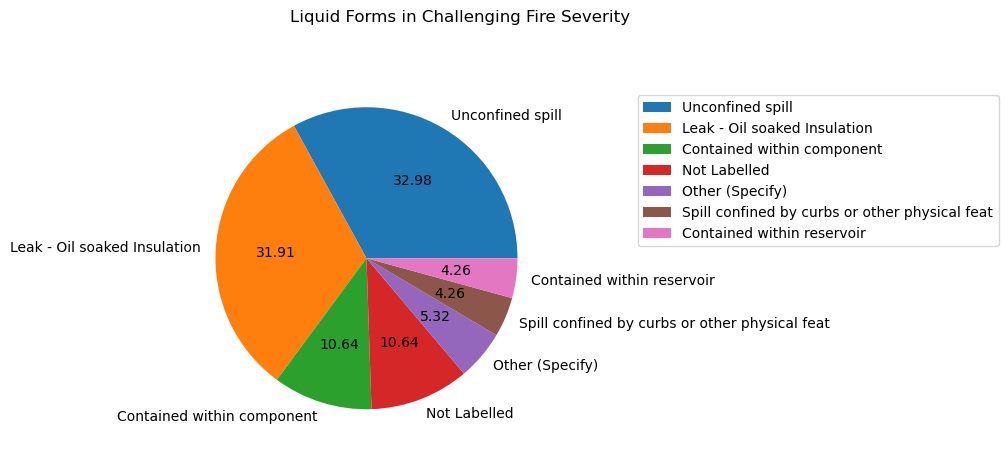 Liquid Forms in Challenging Fire Severity
Unconfined spill
32.98
Leak - Oil soaked Insulation
31.91
Contained within component
10.64
Not Labelled
10.64
Other (Specify)
5.32
Spill confined by curbs or other physical feat
4.26
Contained within reservoir
4.26
Unconfined spill
Leak - Oil soaked Insulation
Contained within component
Not Labelled
Other (Specify)
Spill confined by curbs or other physical feat
Contained within reservoir